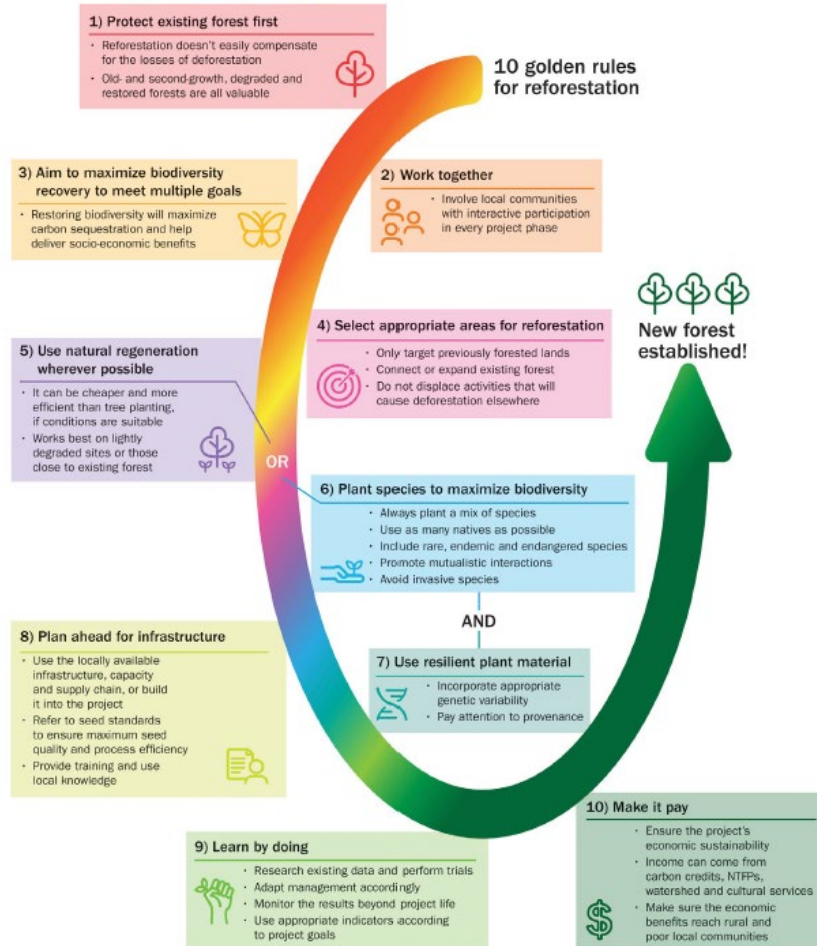 10 golden rules
for reforestation
1) Protect existing forest first
• Reforestation doesn't easily compensate
for the losses of deforestation
• Old- and second-growth, degraded and
restored forests are all valuable
2) Work together
• Involve local communities
with interactive participation
in every project phase
3) Aim to maximize biodiversity
recovery to meet multiple goals
• Restoring biodiversity will maximize
carbon sequestration and help
deliver socio-economic benefits
4) Select appropriate areas for reforestation
• Only target previously forested lands
• Connect or expand existing forest
• Do not displace activities that will
cause deforestation elsewhere
5) Use natural regeneration
wherever possible
• It can be cheaper and more
efficient than tree planting,
if conditions are suitable
• Works best on lightly
degraded sites or those
close to existing forest
OR
6) Plant species to maximize biodiversity
• Always plant a mix of species
• Use as many natives as possible
• Include rare, endemic and endangered species
• Promote mutualistic interactions
• Avoid invasive species
AND
7) Use resilient plant material
• Incorporate appropriate
genetic variability
• Pay attention to provenance
8) Plan ahead for infrastructure
• Use the locally available
infrastructure, capacity
and supply chain, or build
it into the project
• Refer to seed standards
to ensure maximum seed
quality and process efficiency
• Provide training and use
local knowledge
9) Learn by doing
• Research existing data and perform trials
• Adapt management accordingly
• Monitor the results beyond project life
• Use appropriate indicators according
to project goals
10) Make it pay
• Ensure the project's
economic sustainability
• Income can come from
carbon credits, NTFPs,
watershed and cultural services
• Make sure the economic
benefits reach rural and
poor local communities
New forest
established!